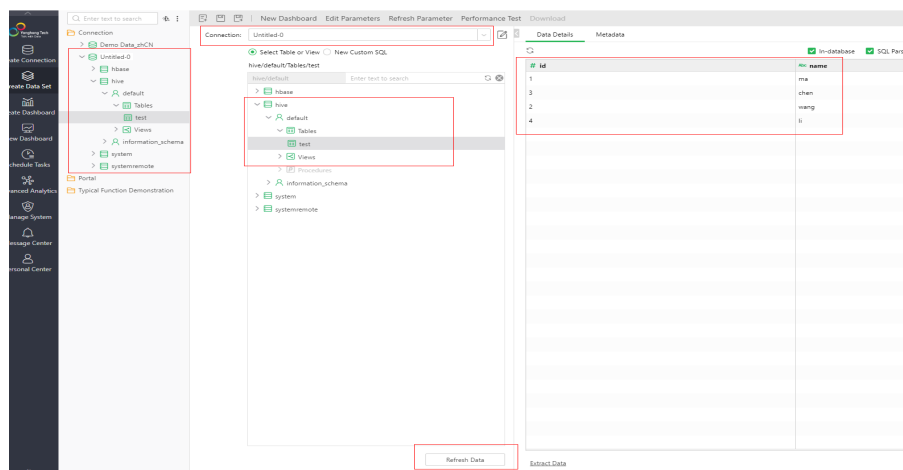 Yonghong Tech
eate Connection
reate Data Set
ate Dashboard
ew Dashboard
chedule Tasks
anced Analytics
anage System
essage Center
ersonal Center
Enter text to search
Connection
Demo Data_zhCN
Untitled-0
hbase
hive
default
Tables
test
Views
information_schema
system
systemremote
Portal
Typical Function Demonstration
New Dashboard Edit Parameters Refresh Parameter Performance Test Download
Connection: Untitled-0
Select Table or View New Custom SQL
hive/default/Tables/test
hive/default Enter text to search
hbase
hive
default
Tables
test
Views
Procedures
information_schema
system
systemremote
Refresh Data
Data Details Metadata
In-database SQL Pars
# id Abc name
1 ma
3 chen
2 wang
4 li
Extract Data